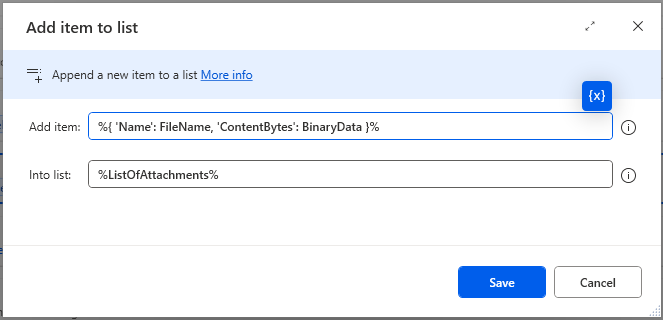 Add item to list
Append a new item to a list More info
{x}
Add item: %{ 'Name': FileName, 'ContentBytes': BinaryData }%
Into list: %ListOfAttachments%
Save Cancel